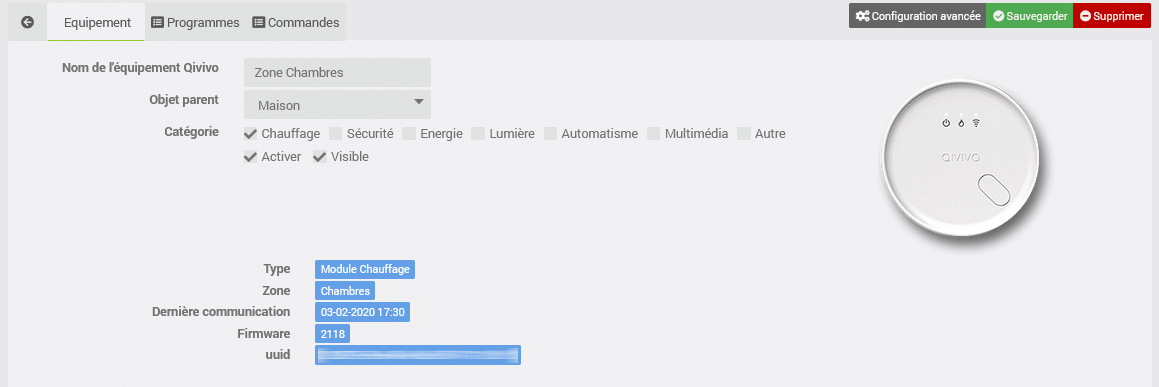 Equipement Programmes Commandes Configuration avancée Sauvegarder Supprimer
Nom de l'équipement Qivivo Zone Chambres
Objet parent Maison
Catégorie Chauffage Sécurité Energie Lumière Automatisme Multimédia Autre
Activer Visible
QIVIVO
Type Module Chauffage
Zone Chambres
Dernière communication 03-02-2020 17:30
Firmware 2118
uuid